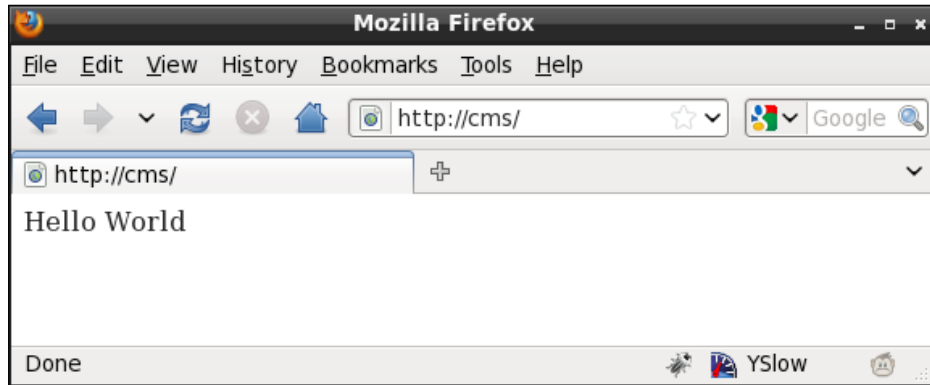 Mozilla Firefox
File Edit View History Bookmarks Tools Help
http://cms/ Google
http://cms/
Hello World
Done YSlow